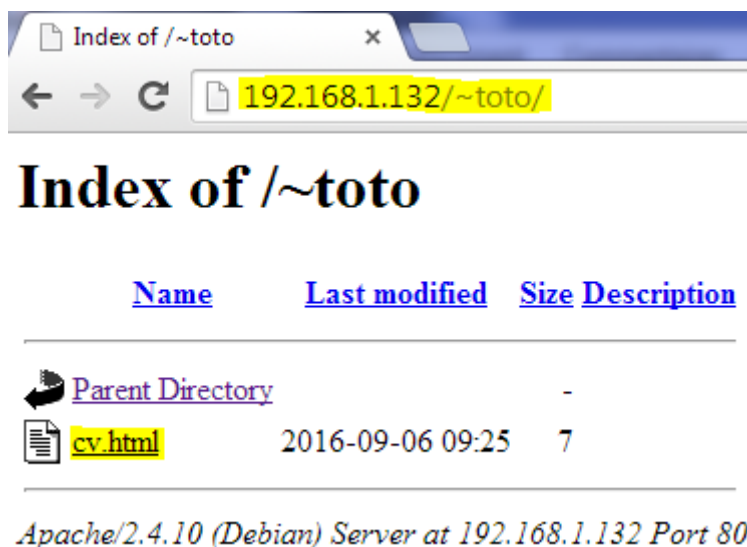 Index of /~toto
192.168.1.132/~toto/
Index of /~toto
Name Last modified Size Description
Parent Directory -
cv.html 2016-09-06 09:25 7
Apache/2.4.10 (Debian) Server at 192.168.1.132 Port 80